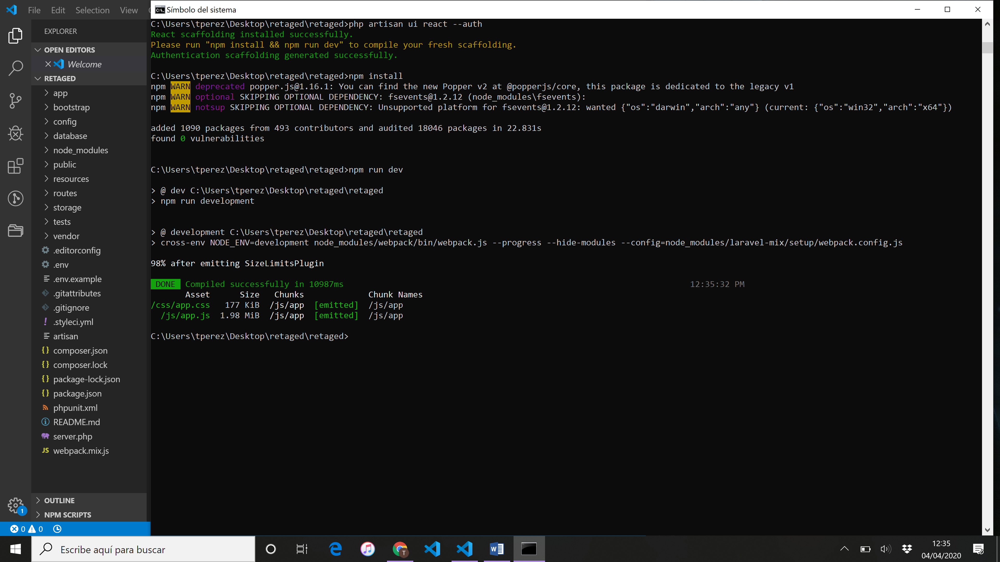 File Edit Selection View
Símbolo del sistema
EXPLORER
OPEN EDITORS
Welcome
RETAGED
app
bootstrap
config
database
node_modules
public
resources
routes
storage
tests
vendor
.editorconfig
.env
.env.example
.gitattributes
.gitignore
.styleci.yml
artisan
composer.json
composer.lock
package-lock.json
package.json
phpunit.xml
README.md
server.php
JS webpack.mix.js
OUTLINE
NPM SCRIPTS
1
0 0
C:\Users\tperez\Desktop\retaged\retaged>php artisan ui react --auth
React scaffolding installed successfully.
Please run "npm install && npm run dev" to compile your fresh scaffolding.
Authentication scaffolding generated successfully.
C:\Users\tperez\Desktop\retaged\retaged>npm install
npm WARN deprecated popper.js@1.16.1: You can find the new Popper v2 at @popperjs/core, this package is dedicated to the legacy v1
npm WARN optional SKIPPING OPTIONAL DEPENDENCY: fsevents@1.2.12 (node_modules\fsevents):
npm WARN notsup SKIPPING OPTIONAL DEPENDENCY: Unsupported platform for fsevents@1.2.12: wanted {"os":"darwin","arch":"any"} (current: {"os":"win32","arch":"x64"})
added 1090 packages from 493 contributors and audited 18046 packages in 22.831s
found 0 vulnerabilities
C:\Users\tperez\Desktop\retaged\retaged>npm run dev
> @ dev C:\Users\tperez\Desktop\retaged\retaged
> npm run development
> @ development C:\Users\tperez\Desktop\retaged\retaged
> cross-env NODE_ENV=development node_modules/webpack/bin/webpack.js --progress --hide-modules --config=node_modules/laravel-mix/setup/webpack.config.js
98% after emitting SizeLimitsPlugin
DONE Compiled successfully in 10987ms 12:35:32 PM
Asset Size Chunks Chunk Names
/css/app.css 177 KiB /js/app [emitted] /js/app
/js/app.js 1.98 MiB /js/app [emitted] /js/app
C:\Users\tperez\Desktop\retaged\retaged>
Escribe aquí para buscar
T
W
12:35
04/04/2020